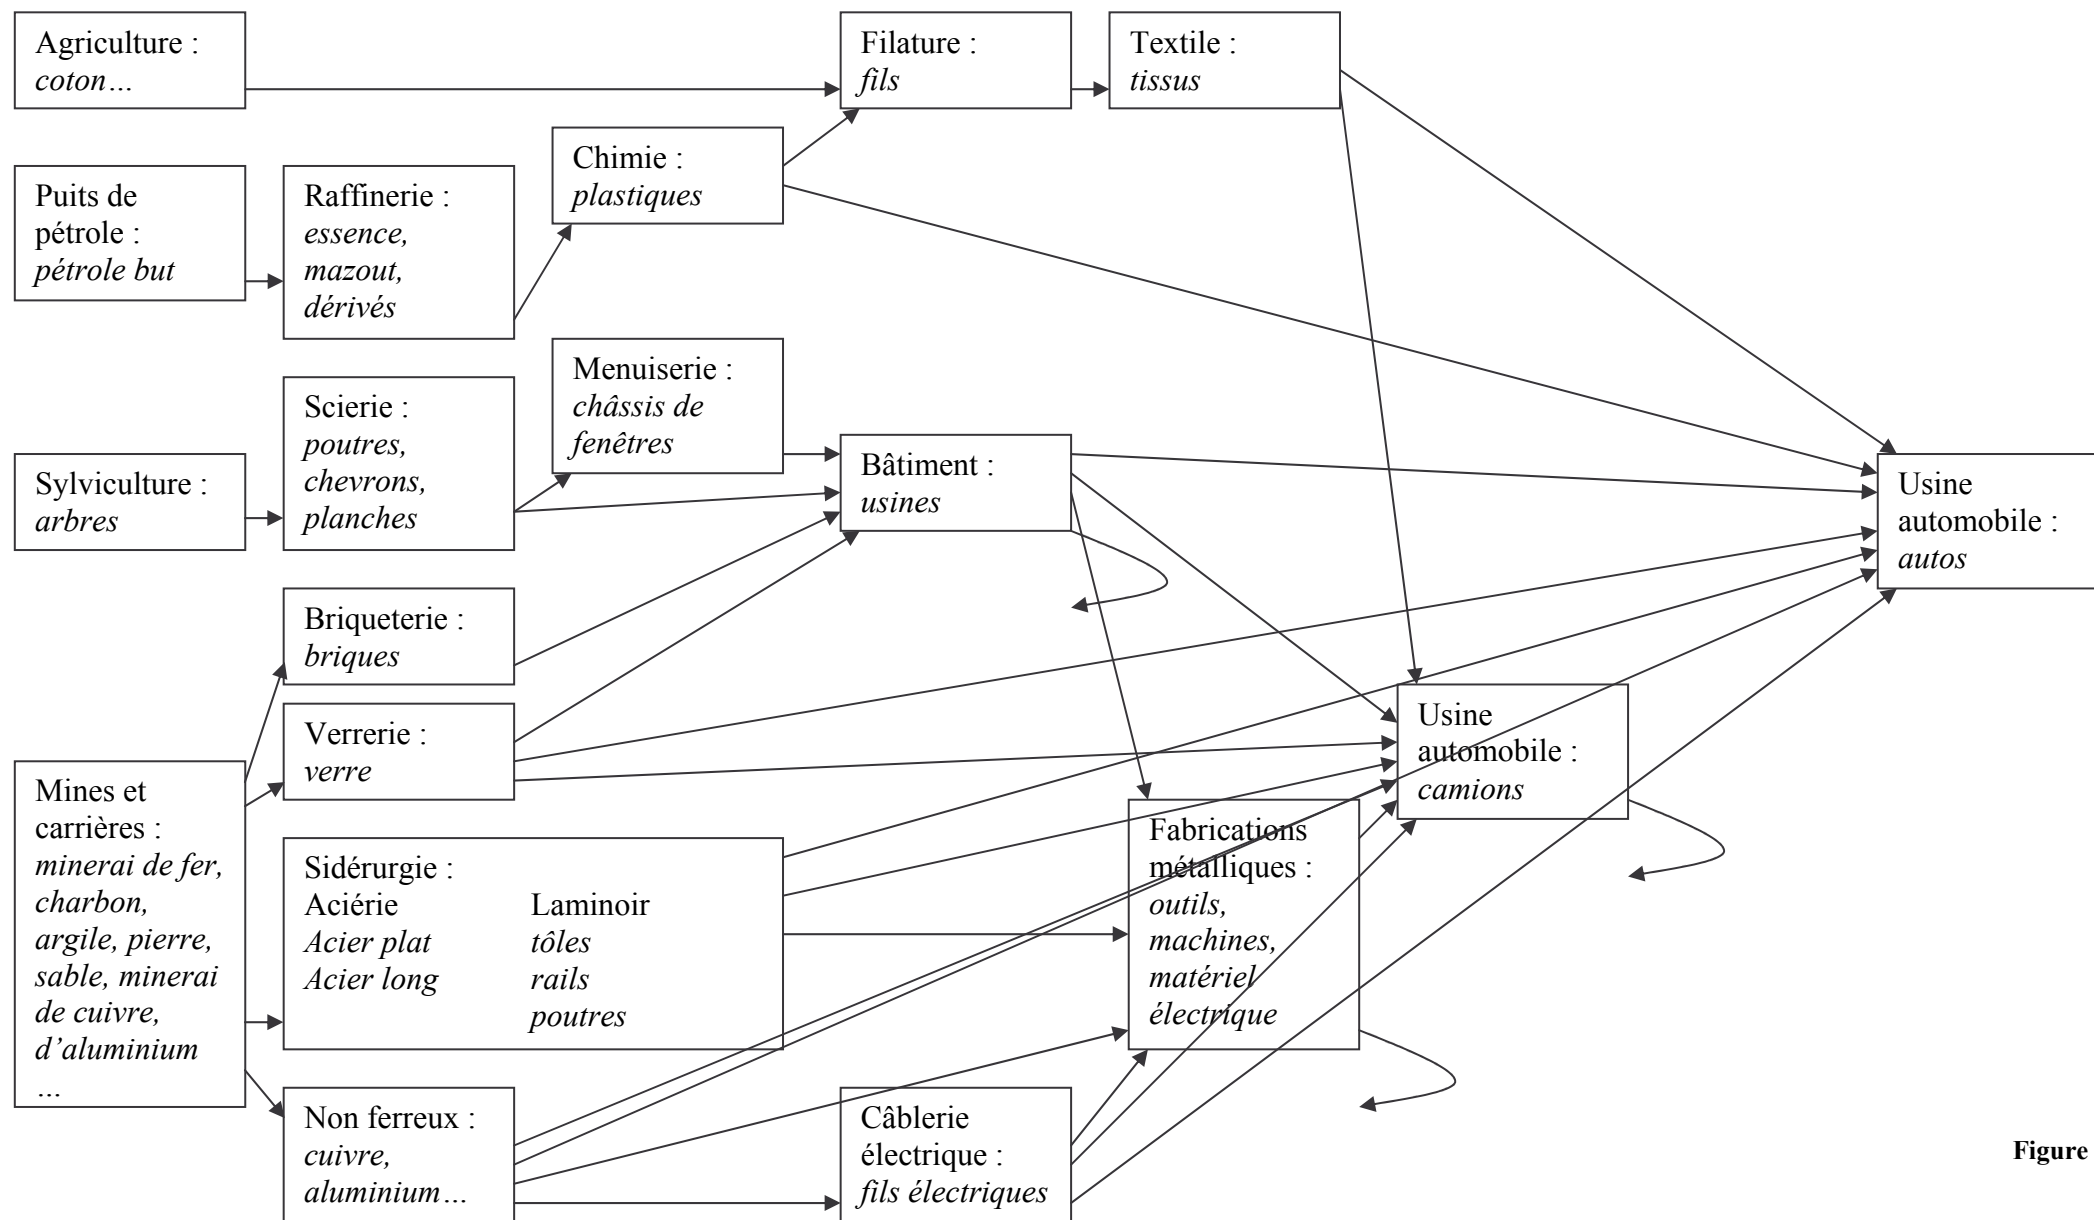 Agriculture :
coton…
Filature :
fils
Textile :
tissus
Chimie :
plastiques
Puits de
pétrole :
pétrole but
Raffinerie :
essence,
mazout,
dérivés
Menuiserie :
châssis de
fenêtres
Scierie :
poutres,
chevrons,
planches
Sylviculture :
arbres
Bâtiment :
usines
Usine
automobile :
autos
Briqueterie :
briques
Verrerie :
verre
Usine
automobile :
camions
Mines et
carrières :
minerai de fer,
charbon,
argile, pierre,
sable, minerai
de cuivre,
d’aluminium
…
Sidérurgie :
Aciérie Laminoir
Acier plat tôles
Acier long rails
poutres
Fabrications
métalliques :
outils,
machines,
matériel
électrique
Non ferreux :
cuivre,
aluminium…
Câblerie
électrique :
fils électriques
Figure